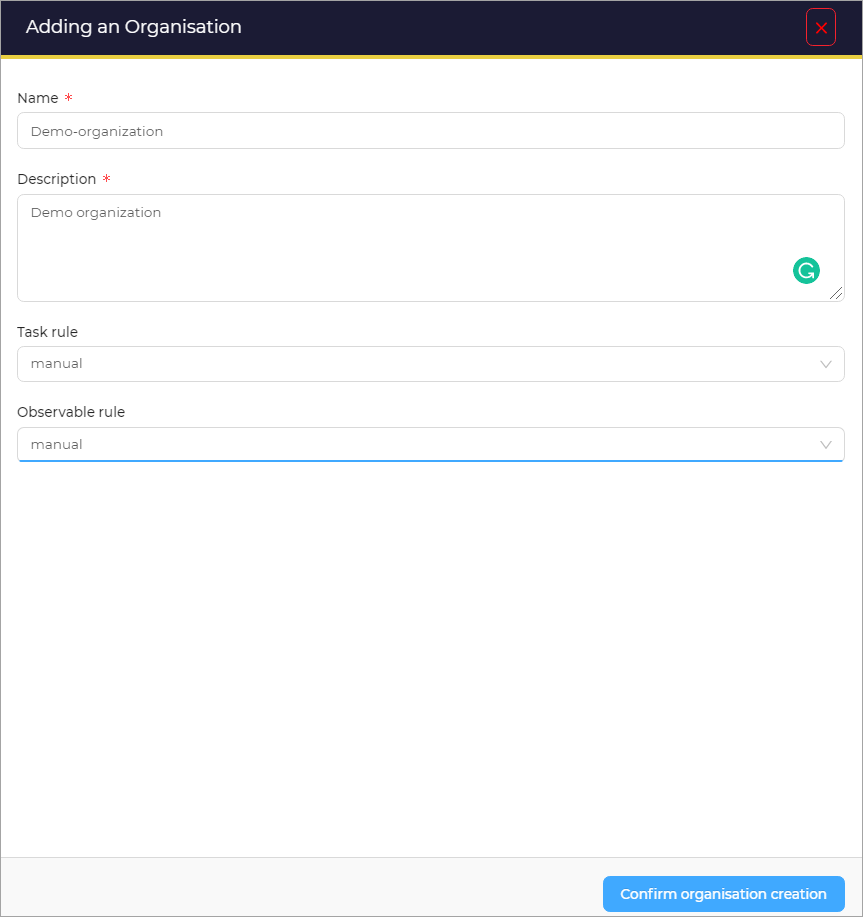 Adding an Organisation
Name *
Demo-organization
Description *
Demo organization
Task rule
manual
Observable rule
manual
Confirm organisation creation